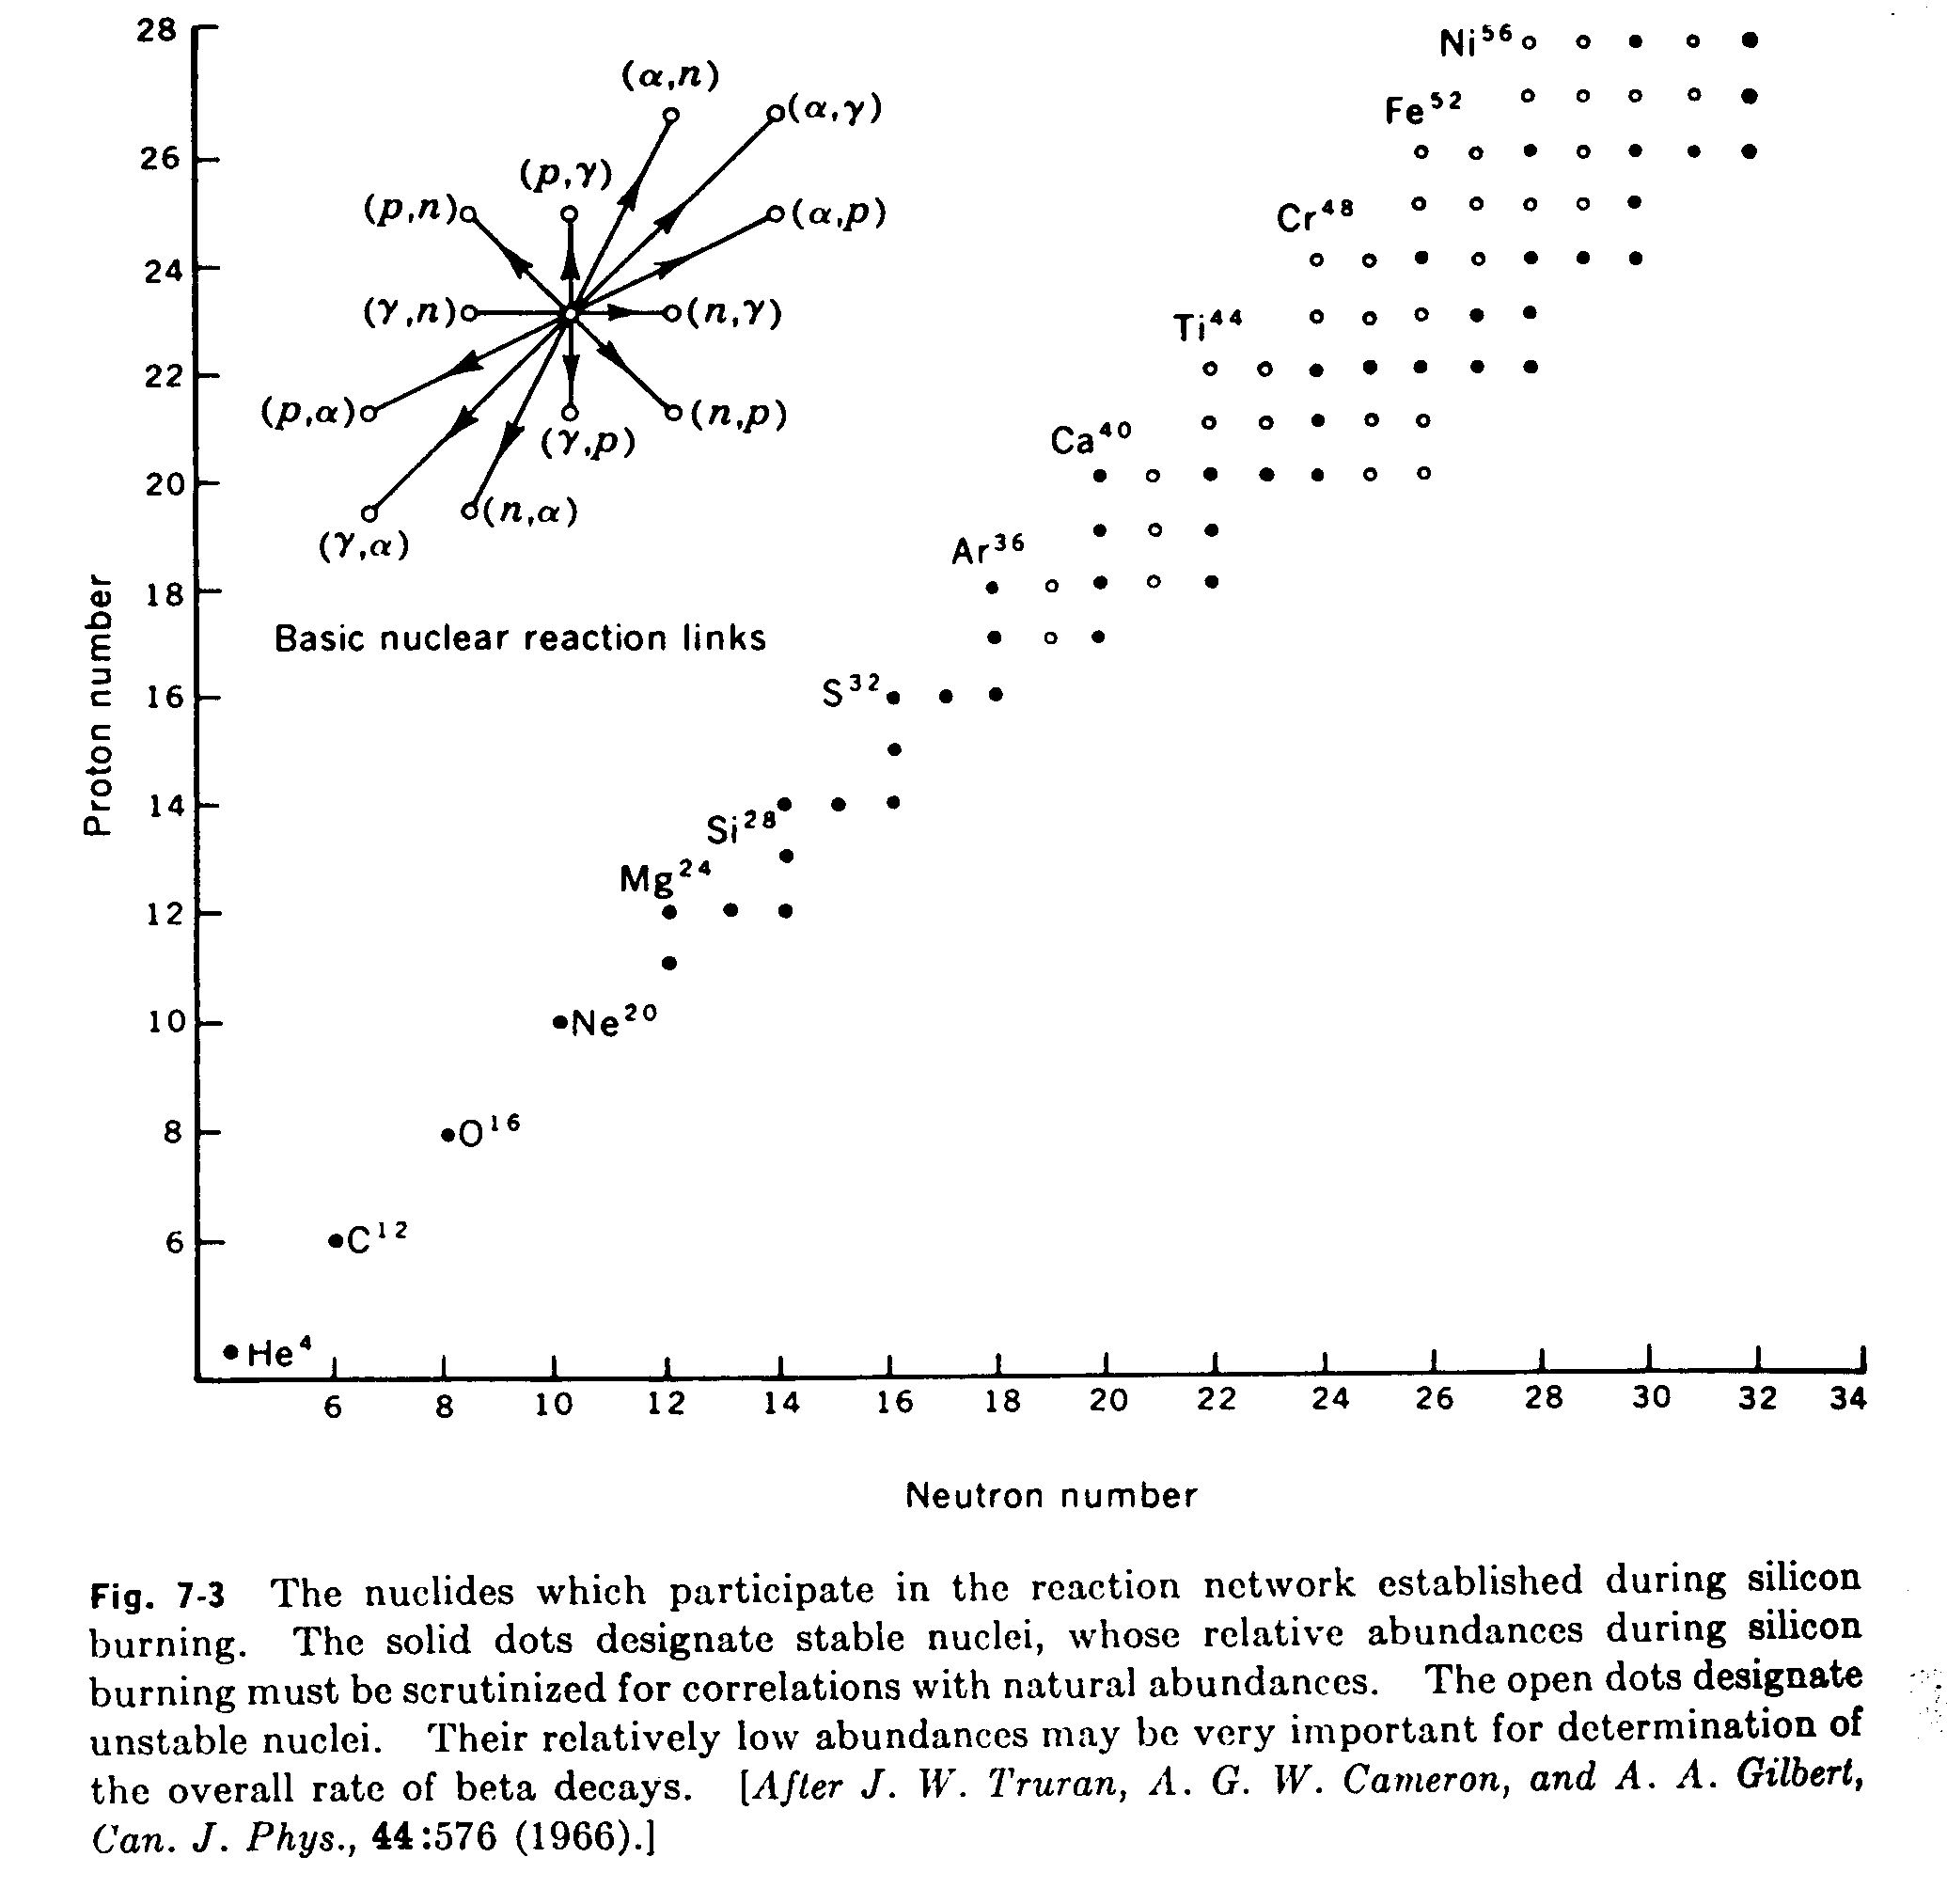 28
Ni⁵⁶
(α,n)
(α,γ)
Fe⁵²
26
(p,γ)
(p,n)
(α,p)
Cr⁴⁸
24
(γ,n)
(n,γ)
Ti⁴⁴
22
(p,α)
(n,p)
(γ,p)
Ca⁴⁰
20
(n,α)
(γ,α)
Ar³⁶
18
Basic nuclear reaction links
Proton number
S³²
16
14
Si²⁸
Mg²⁴
12
10
Ne²⁰
8
O¹⁶
6
C¹²
He⁴
6 8 10 12 14 16 18 20 22 24 26 28 30 32 34
Neutron number
Fig. 7-3 The nuclides which participate in the reaction network established during silicon
burning. The solid dots designate stable nuclei, whose relative abundances during silicon
burning must be scrutinized for correlations with natural abundances. The open dots designate
unstable nuclei. Their relatively low abundances may be very important for determination of
the overall rate of beta decays. [After J. W. Truran, A. G. W. Cameron, and A. A. Gilbert,
Can. J. Phys., 44:576 (1966).]